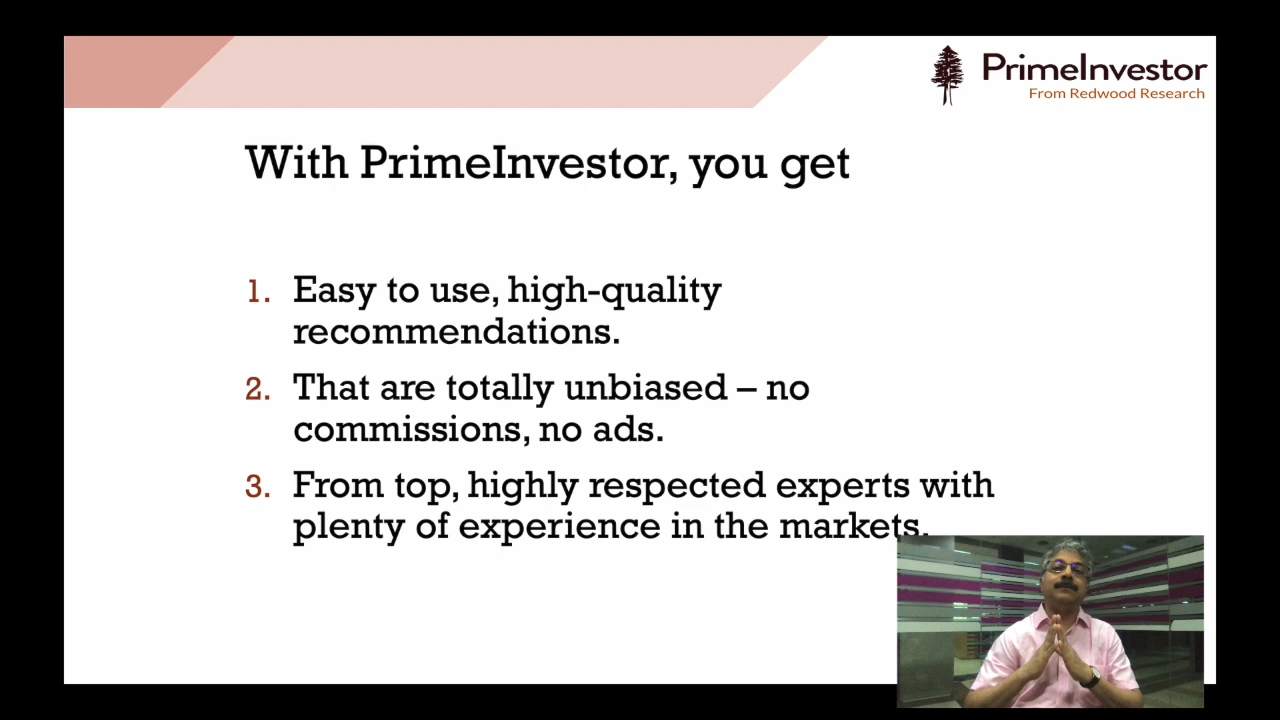 PrimeInvestor
From Redwood Research
With PrimeInvestor, you get
1. Easy to use, high-quality
recommendations.
2. That are totally unbiased – no
commissions, no ads.
3. From top, highly respected experts with
plenty of experience in the markets.